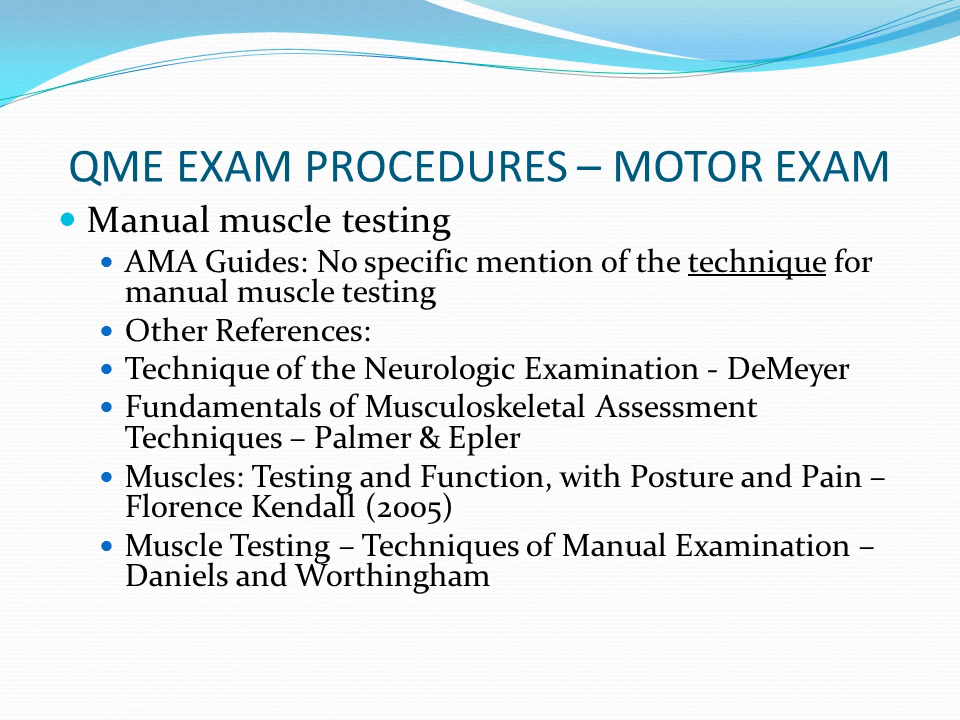 QME EXAM PROCEDURES – MOTOR EXAM
• Manual muscle testing
• AMA Guides: No specific mention of the technique for
manual muscle testing
• Other References:
• Technique of the Neurologic Examination - DeMeyer
• Fundamentals of Musculoskeletal Assessment
Techniques – Palmer & Epler
• Muscles: Testing and Function, with Posture and Pain –
Florence Kendall (2005)
• Muscle Testing – Techniques of Manual Examination –
Daniels and Worthingham